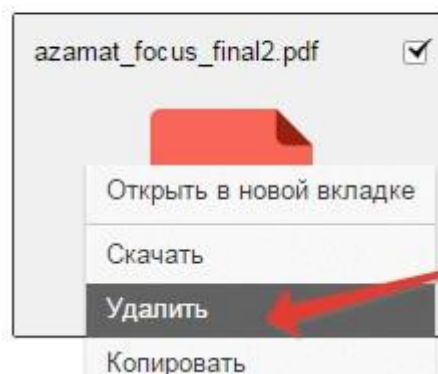 azamat_focus_final2.pdf
Открыть в новой вкладке
Скачать
Удалить
Копировать